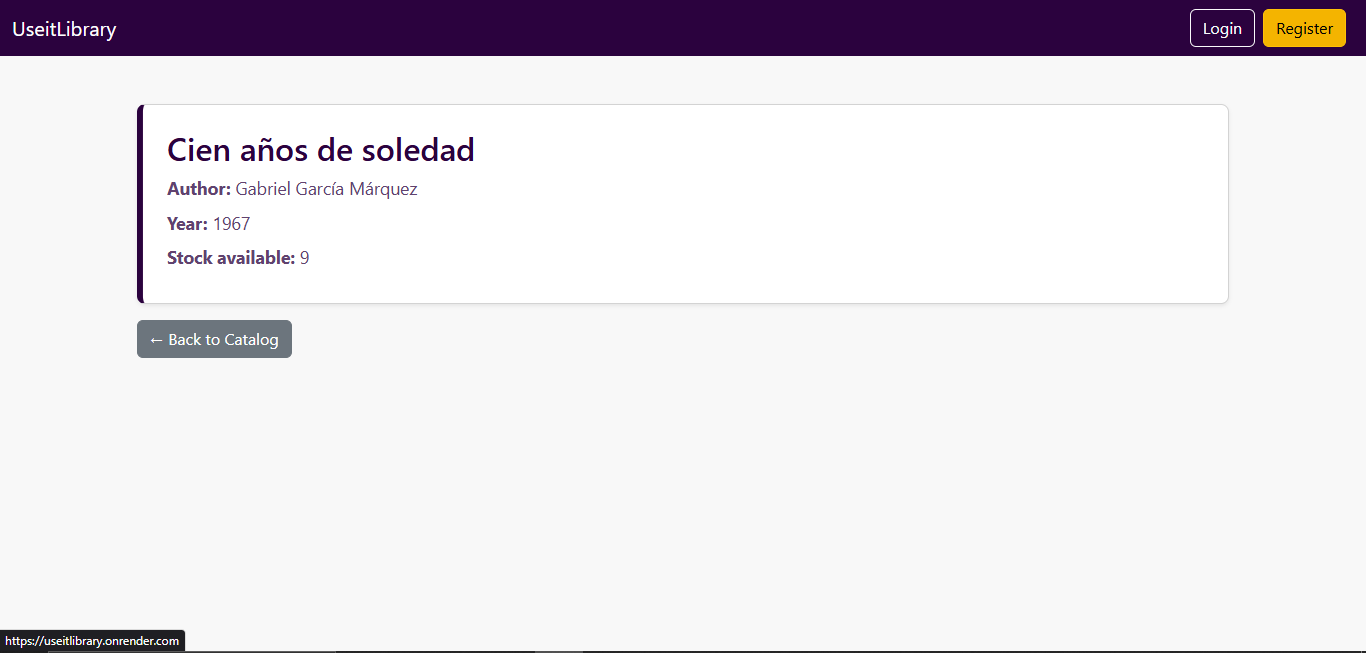 UseitLibrary
Login
Register
Cien años de soledad
Author: Gabriel García Márquez
Year: 1967
Stock available: 9
← Back to Catalog
https://useitlibrary.onrender.com